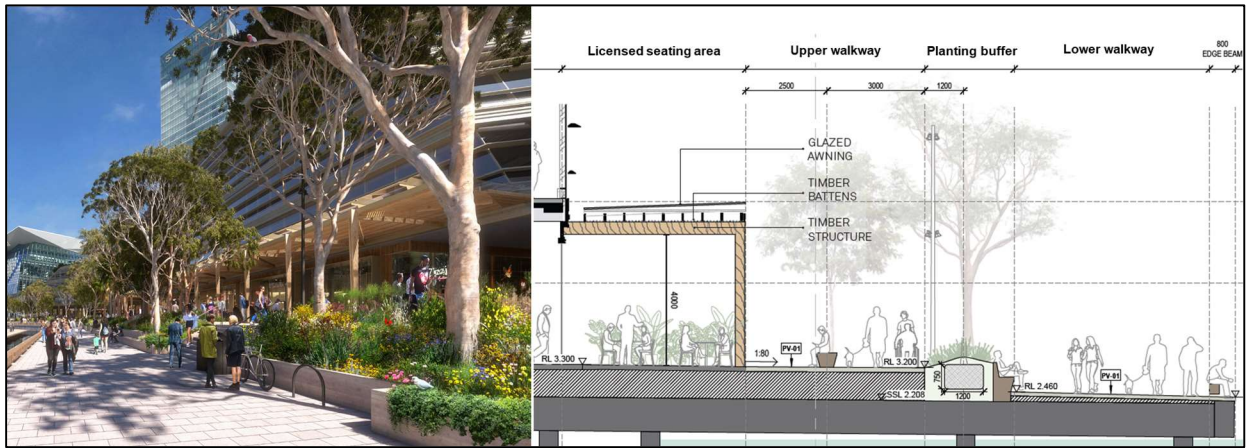 Licensed seating area
Upper walkway
Planting buffer
Lower walkway
800
EDGE BEAM
2500
3000
1200
GLAZED
AWNING
TIMBER
BATTENS
TIMBER
STRUCTURE
4000
RL 3.300
1:80
PV-01
RL 3.200
750
1200
SSL 2.208
RL 2.460
PV-01